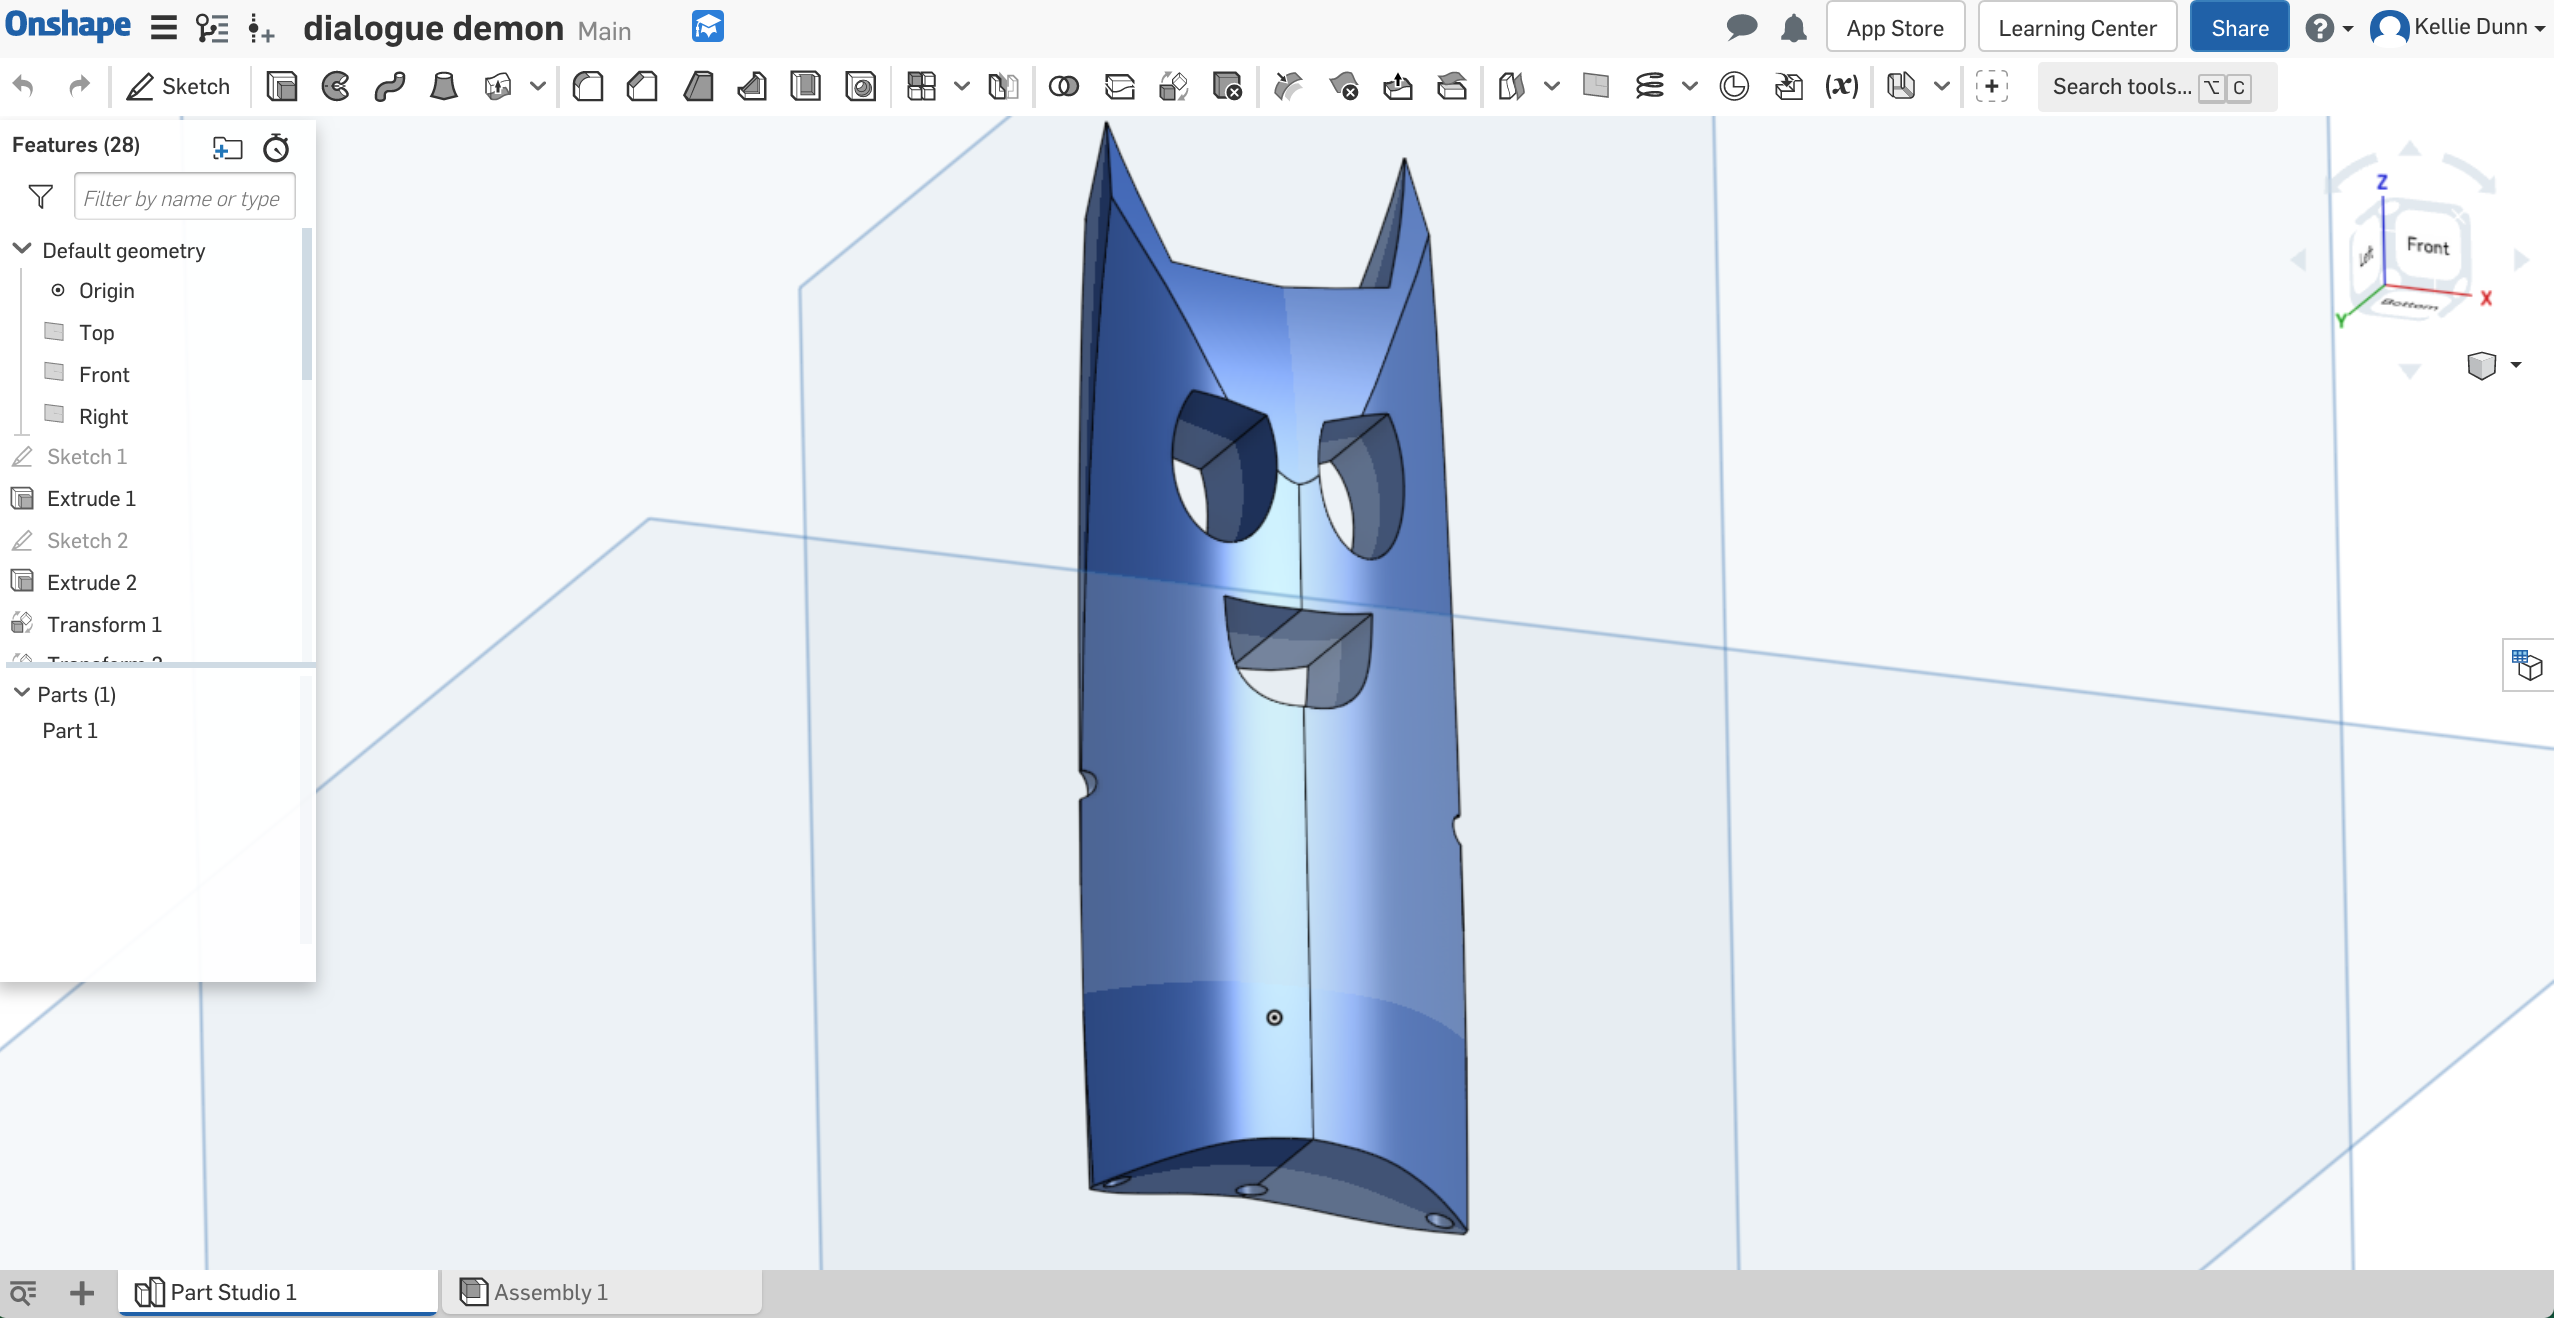 Onshape
dialogue demon Main
App Store
Learning Center
Share
Kellie Dunn
Sketch
(x)
Search tools... ⌥ C
Features (28)
Filter by name or type
Default geometry
Origin
Top
Front
Right
Sketch 1
Extrude 1
Sketch 2
Extrude 2
Transform 1
Transform 2
Parts (1)
Part 1
Z
Front
Left
Bottom
X
Y
Part Studio 1
Assembly 1